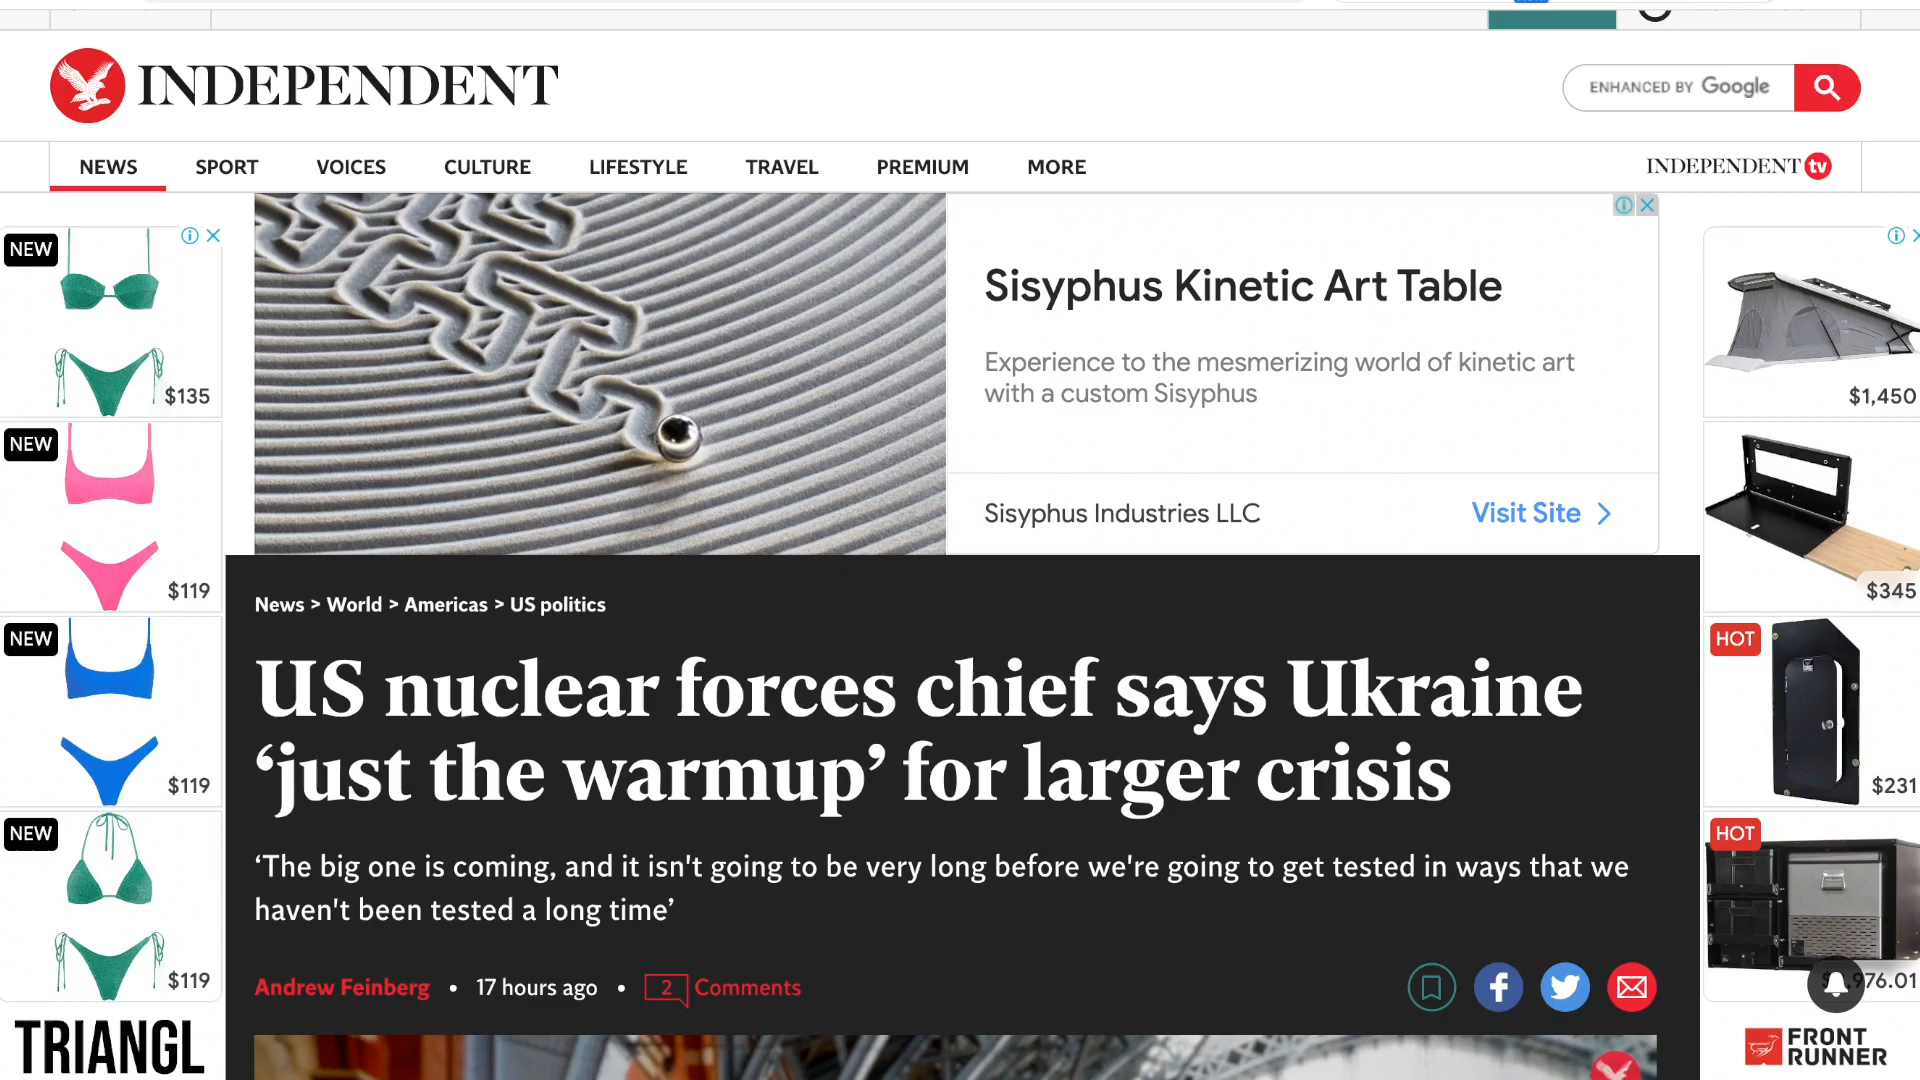 INDEPENDENT
ENHANCED BY Google
NEWS SPORT VOICES CULTURE LIFESTYLE TRAVEL PREMIUM MORE
INDEPENDENT tv
NEW
$135
NEW
$119
NEW
$119
NEW
$119
TRIANGL
Sisyphus Kinetic Art Table
Experience to the mesmerizing world of kinetic art
with a custom Sisyphus
Sisyphus Industries LLC
Visit Site
News > World > Americas > US politics
US nuclear forces chief says Ukraine
‘just the warmup’ for larger crisis
‘The big one is coming, and it isn't going to be very long before we're going to get tested in ways that we
haven't been tested a long time’
Andrew Feinberg • 17 hours ago • 2 Comments
$1,450
$345
HOT
$231
HOT
976.01
FRONT
RUNNER